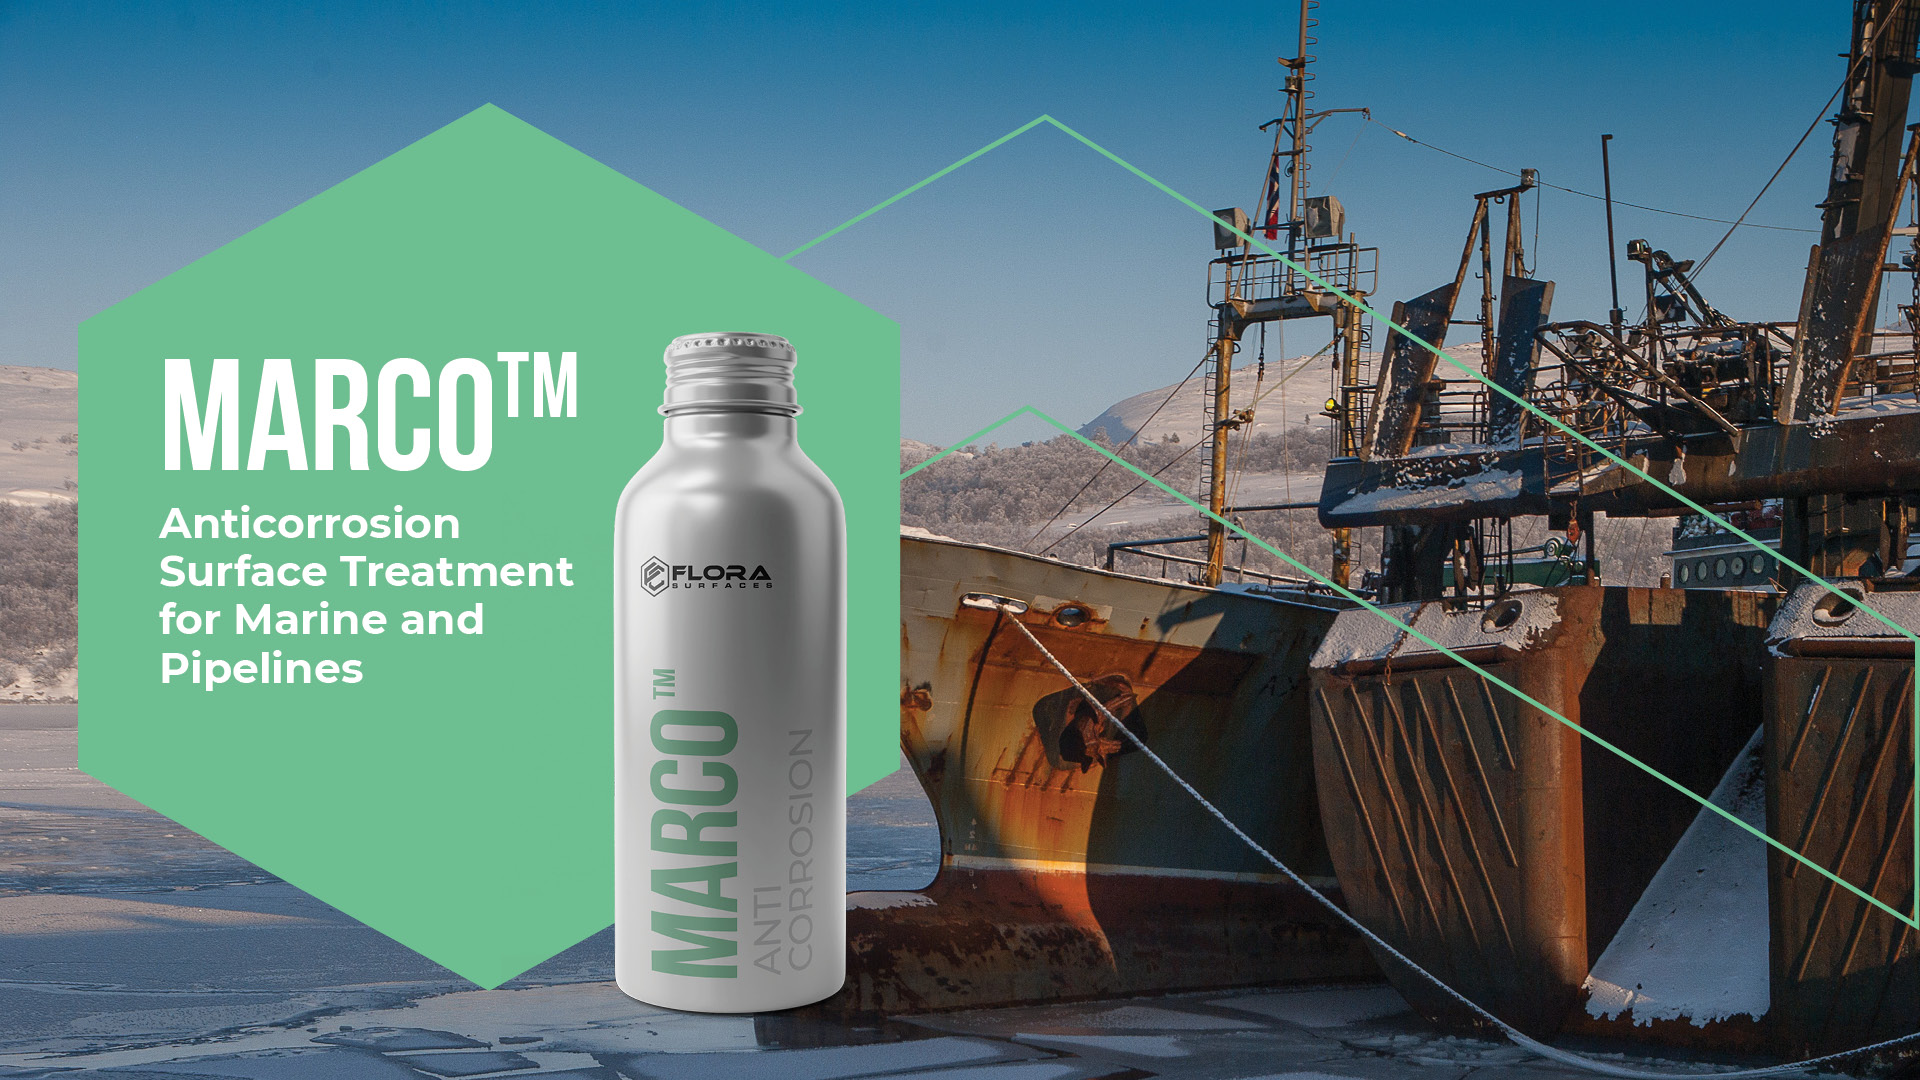 MARCO™
Anticorrosion
Surface Treatment
for Marine and
Pipelines
FLORA
SURFACES
MARCO™
ANTI
CORROSION